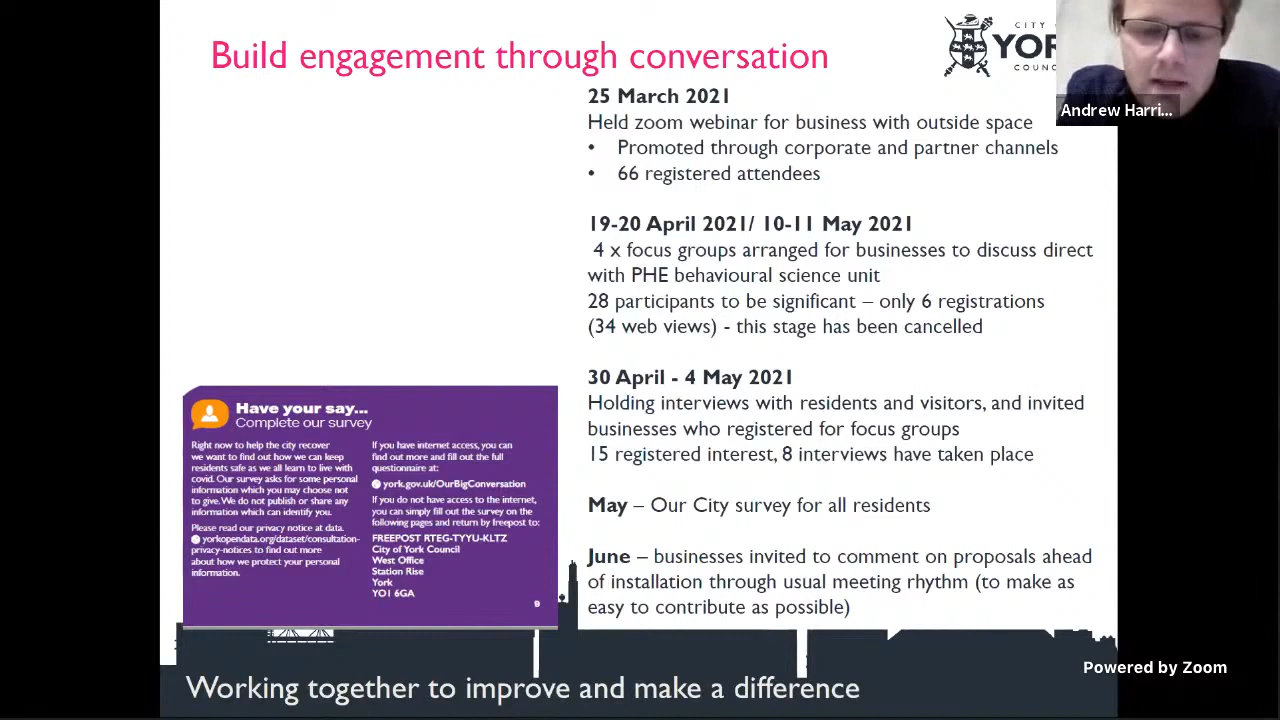 Build engagement through conversation
CITY
YOR
COUNC
Andrew Harri...
25 March 2021
Held zoom webinar for business with outside space
• Promoted through corporate and partner channels
• 66 registered attendees
19-20 April 2021/ 10-11 May 2021
4 x focus groups arranged for businesses to discuss direct
with PHE behavioural science unit
28 participants to be significant – only 6 registrations
(34 web views) - this stage has been cancelled
30 April - 4 May 2021
Holding interviews with residents and visitors, and invited
businesses who registered for focus groups
15 registered interest, 8 interviews have taken place
May – Our City survey for all residents
June – businesses invited to comment on proposals ahead
of installation through usual meeting rhythm (to make as
easy to contribute as possible)
Have your say...
Complete our survey
Right now to help the city recover
we want to find out how we can keep
residents safe as we all learn to live with
covid. Our survey asks for some personal
information which you may choose not
to give. We do not publish or share any
information which can identify you.
Please read our privacy notice at data.
yorkopendata.org/dataset/consultation-
privacy-notices to find out more
about how we protect your personal
information.
If you have internet access, you can
find out more and fill out the full
questionnaire at:
york.gov.uk/OurBigConversation
If you do not have access to the internet,
you can simply fill out the survey on the
following pages and return by freepost to:
FREEPOST RTEG-TYYU-KLTZ
City of York Council
West Office
Station Rise
York
YO1 6GA
9
Working together to improve and make a difference
Powered by Zoom